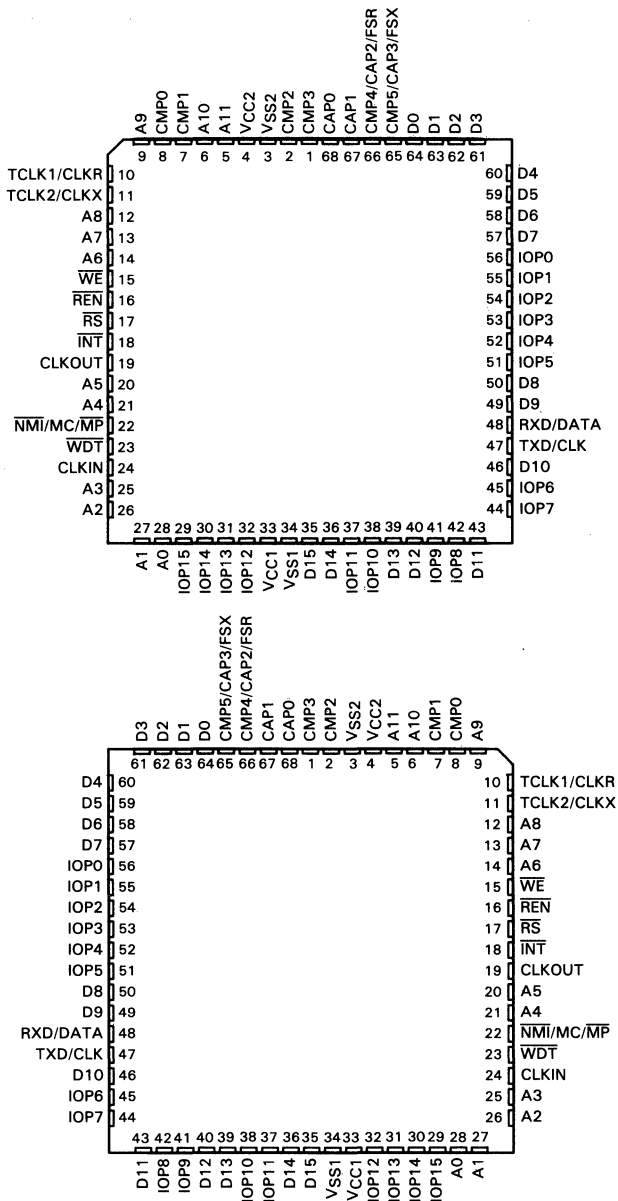 A9 CMP0 CMP1 A10 A11 VCC2 VSS2 CMP2 CMP3 CAP0 CAP1 CMP4/CAP2/FSR CMP5/CAP3/FSX D0 D1 D2 D3
9 8 7 6 5 4 3 2 1 68 67 66 65 64 63 62 61
TCLK1/CLKR 10 60 D4
TCLK2/CLKX 11 59 D5
A8 12 58 D6
A7 13 57 D7
A6 14 56 IOP0
W̅E̅ 15 55 IOP1
R̅E̅N̅ 16 54 IOP2
R̅S̅ 17 53 IOP3
I̅N̅T̅ 18 52 IOP4
CLKOUT 19 51 IOP5
A5 20 50 D8
A4 21 49 D9
N̅M̅I̅/MC/M̅P̅ 22 48 RXD/DATA
W̅D̅T̅ 23 47 TXD/CLK
CLKIN 24 46 D10
A3 25 45 IOP6
A2 26 44 IOP7
27 28 29 30 31 32 33 34 35 36 37 38 39 40 41 42 43
A1 A0 IOP15 IOP14 IOP13 IOP12 VCC1 VSS1 D15 D14 IOP11 IOP10 D13 D12 IOP9 IOP8 D11
D3 D2 D1 D0 CMP5/CAP3/FSX CMP4/CAP2/FSR CAP1 CAP0 CMP3 CMP2 VSS2 VCC2 A11 A10 CMP1 CMP0 A9
61 62 63 64 65 66 67 68 1 2 3 4 5 6 7 8 9
D4 60 10 TCLK1/CLKR
D5 59 11 TCLK2/CLKX
D6 58 12 A8
D7 57 13 A7
IOP0 56 14 A6
IOP1 55 15 W̅E̅
IOP2 54 16 R̅E̅N̅
IOP3 53 17 R̅S̅
IOP4 52 18 I̅N̅T̅
IOP5 51 19 CLKOUT
D8 50 20 A5
D9 49 21 A4
RXD/DATA 48 22 N̅M̅I̅/MC/M̅P̅
TXD/CLK 47 23 W̅D̅T̅
D10 46 24 CLKIN
IOP6 45 25 A3
IOP7 44 26 A2
43 42 41 40 39 38 37 36 35 34 33 32 31 30 29 28 27
D11 IOP8 IOP9 D12 D13 IOP10 IOP11 D14 D15 VSS1 VCC1 IOP12 IOP13 IOP14 IOP15 A0 A1